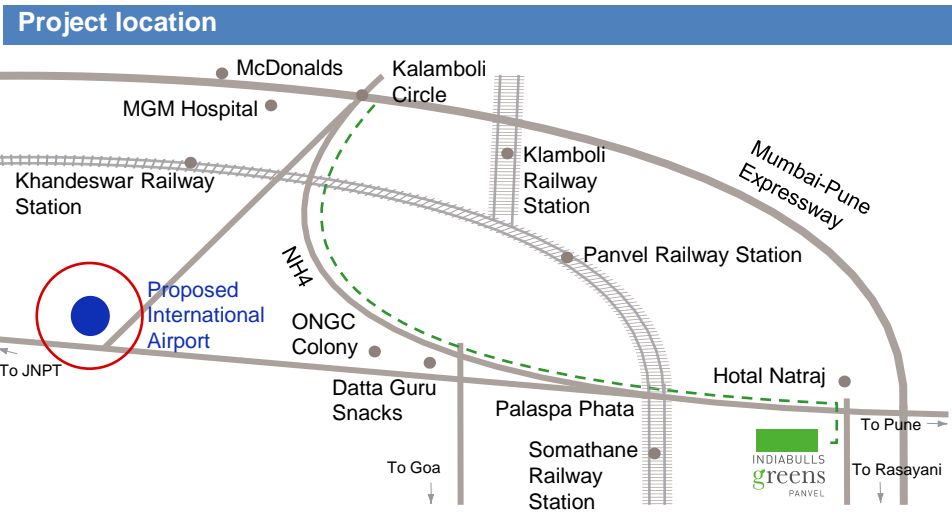 Project location
McDonalds
Kalamboli
Circle
MGM Hospital
Klamboli
Railway
Station
Mumbai-Pune
Expressway
Khandeswar Railway
Station
Panvel Railway Station
NH4
Proposed
International
Airport
ONGC
Colony
To JNPT
Datta Guru
Snacks
Hotal Natraj
Palaspa Phata
To Pune
Somathane
Railway
Station
INDIABULLS
greens
PANVEL
To Goa
To Rasayani